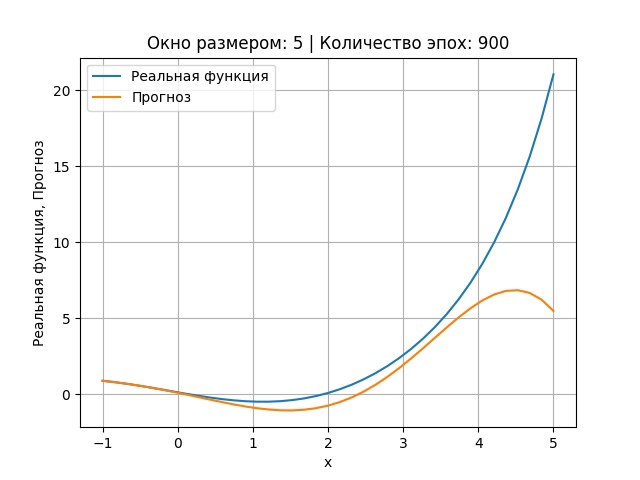 Окно размером: 5 | Количество эпох: 900
Реальная функция
Прогноз
Реальная функция, Прогноз
20
15
10
5
0
−1 0 1 2 3 4 5
x